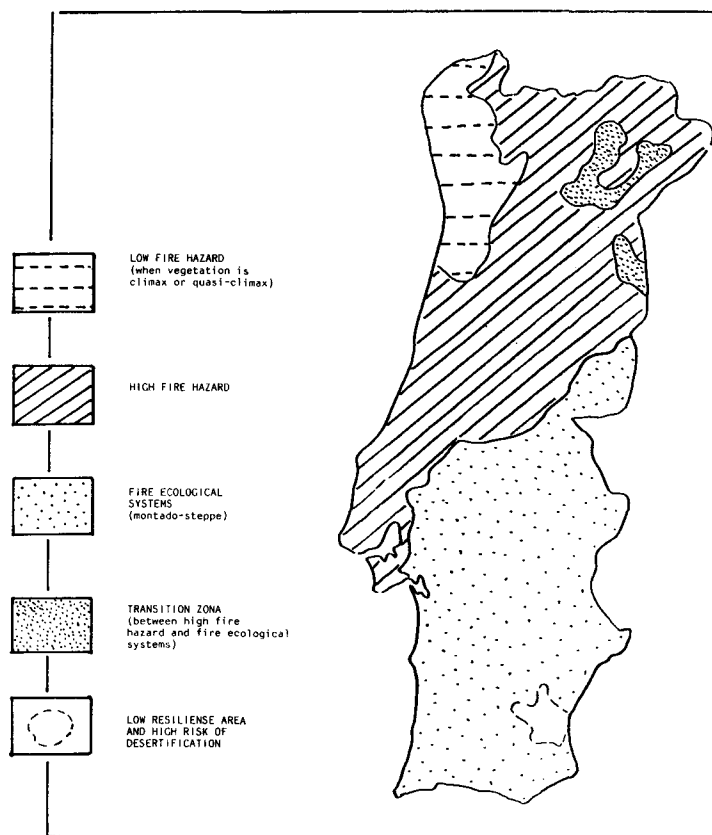 LOW FIRE HAZARD
(when vegetation is
climax or quasi-climax)
HIGH FIRE HAZARD
FIRE ECOLOGICAL
SYSTEMS
(montado-steppe)
TRANSITION ZONA
(between high fire
hazard and fire ecological
systems)
LOW RESILIENSE AREA
AND HIGH RISK OF
DESERTIFICATION